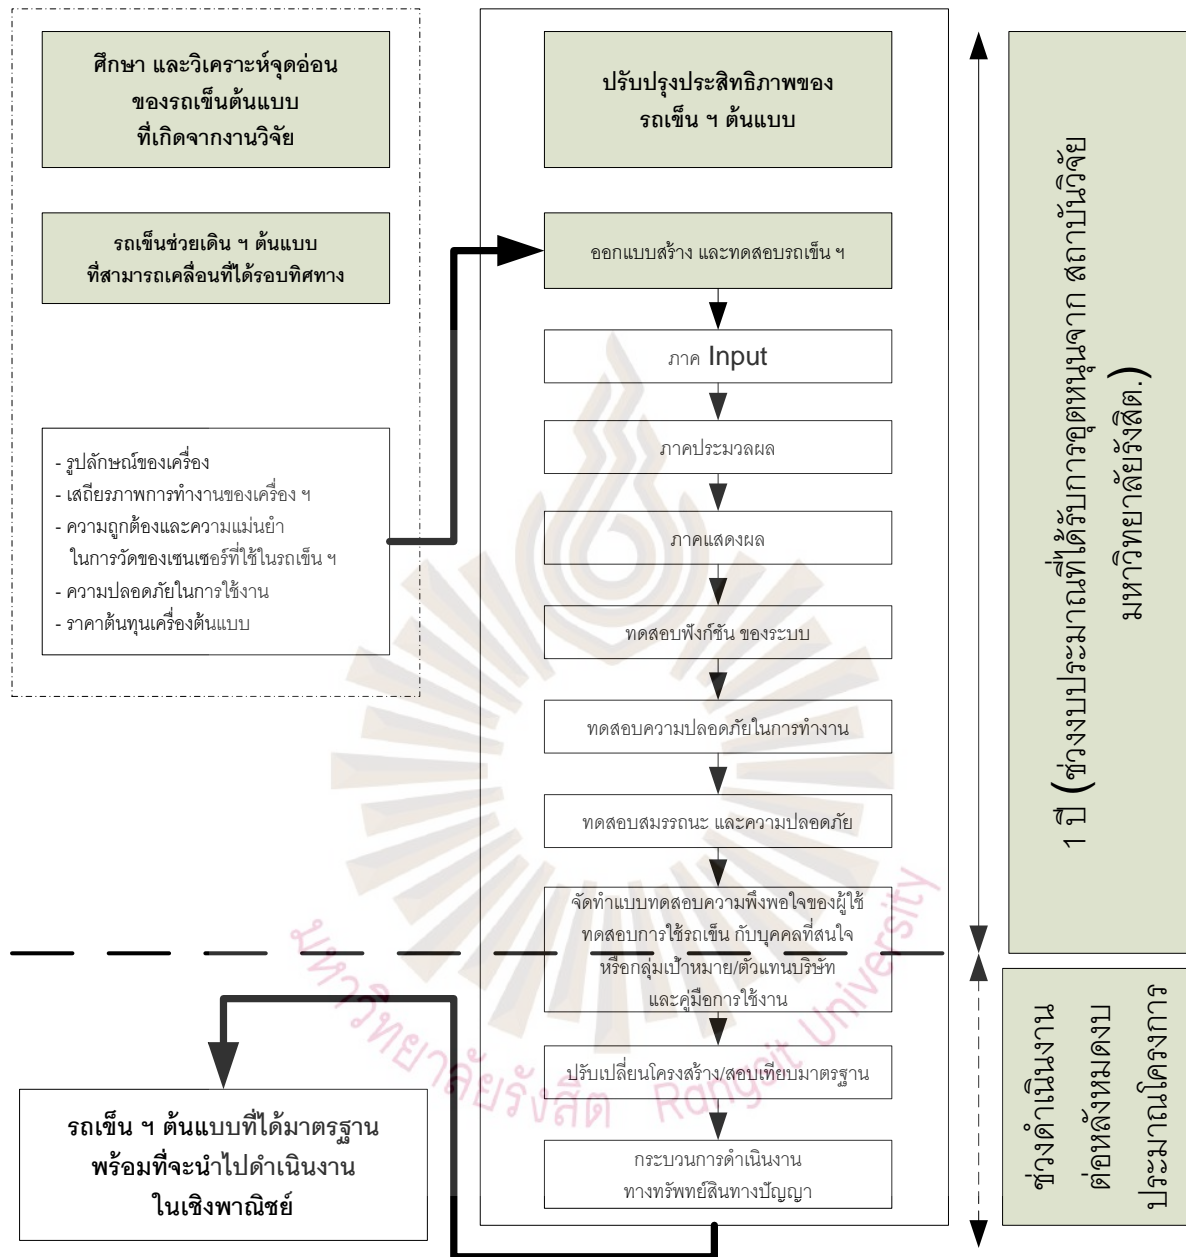 ศึกษา และวิเคราะห์จุดอ่อน
ของรถเข็นต้นแบบ
ที่เกิดจากงานวิจัย
รถเข็นช่วยเดิน ฯ ต้นแบบ
ที่สามารถเคลื่อนที่ได้รอบทิศทาง
- รูปลักษณ์ของเครื่อง
- เสถียรภาพการทำงานของเครื่อง ฯ
- ความถูกต้องและความแม่นยำ
ในการวัดของเซนเซอร์ที่ใช้ในรถเข็น ฯ
- ความปลอดภัยในการใช้งาน
- ราคาต้นทุนเครื่องต้นแบบ
ปรับปรุงประสิทธิภาพของ
รถเข็น ฯ ต้นแบบ
ออกแบบสร้าง และทดสอบรถเข็น ฯ
ภาค Input
ภาคประมวลผล
ภาคแสดงผล
ทดสอบฟังก์ชัน ของระบบ
ทดสอบความปลอดภัยในการทำงาน
ทดสอบสมรรถนะ และความปลอดภัย
จัดทำแบบทดสอบความพึงพอใจของผู้ใช้
ทดสอบการใช้รถเข็น กับบุคคลที่สนใจ
หรือกลุ่มเป้าหมาย/ตัวแทนบริษัท
และคู่มือการใช้งาน
ปรับเปลี่ยนโครงสร้าง/สอบเทียบมาตรฐาน
กระบวนการดำเนินงาน
ทางทรัพย์สินทางปัญญา
รถเข็น ฯ ต้นแบบที่ได้มาตรฐาน
พร้อมที่จะนำไปดำเนินงาน
ในเชิงพาณิชย์
1 ปี (ช่วงงบประมาณที่ได้รับการอุดหนุนจาก สถาบันวิจัย
มหาวิทยาลัยรังสิต.)
ช่วงดำเนินงาน
ต่อหลังหมดงบ
ประมาณโครงการ
มหาวิทยาลัยรังสิต Rangsit University